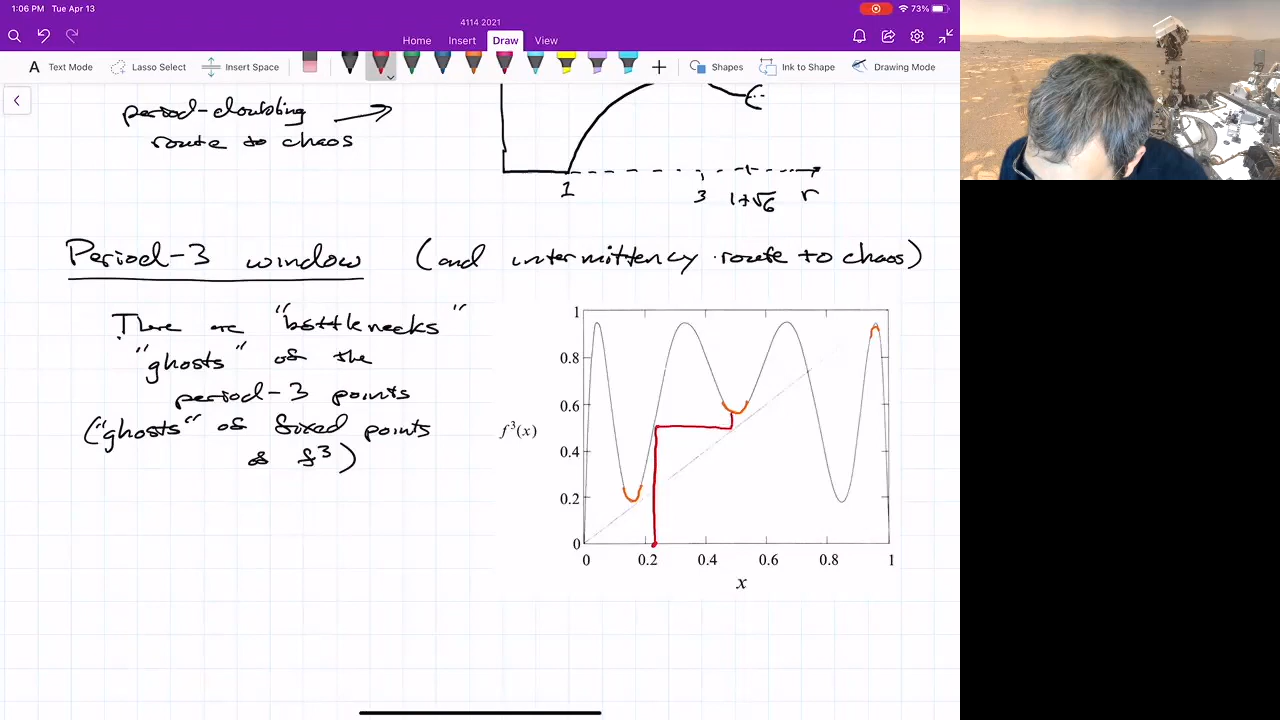 1:06 PM Tue Apr 13
73%
4114 2021
Home Insert Draw View
Text Mode
Lasso Select
Insert Space
Shapes
Ink to Shape
Drawing Mode
period-doubling
route to chaos
1
3
1+√6
r
Period-3 window (and intermittency route to chaos)
There are "bottlenecks"
"ghosts" of the
period-3 points
("ghosts" of fixed points
of f³)
1
0.8
0.6
0.4
0.2
0
f³(x)
0 0.2 0.4 0.6 0.8 1
x